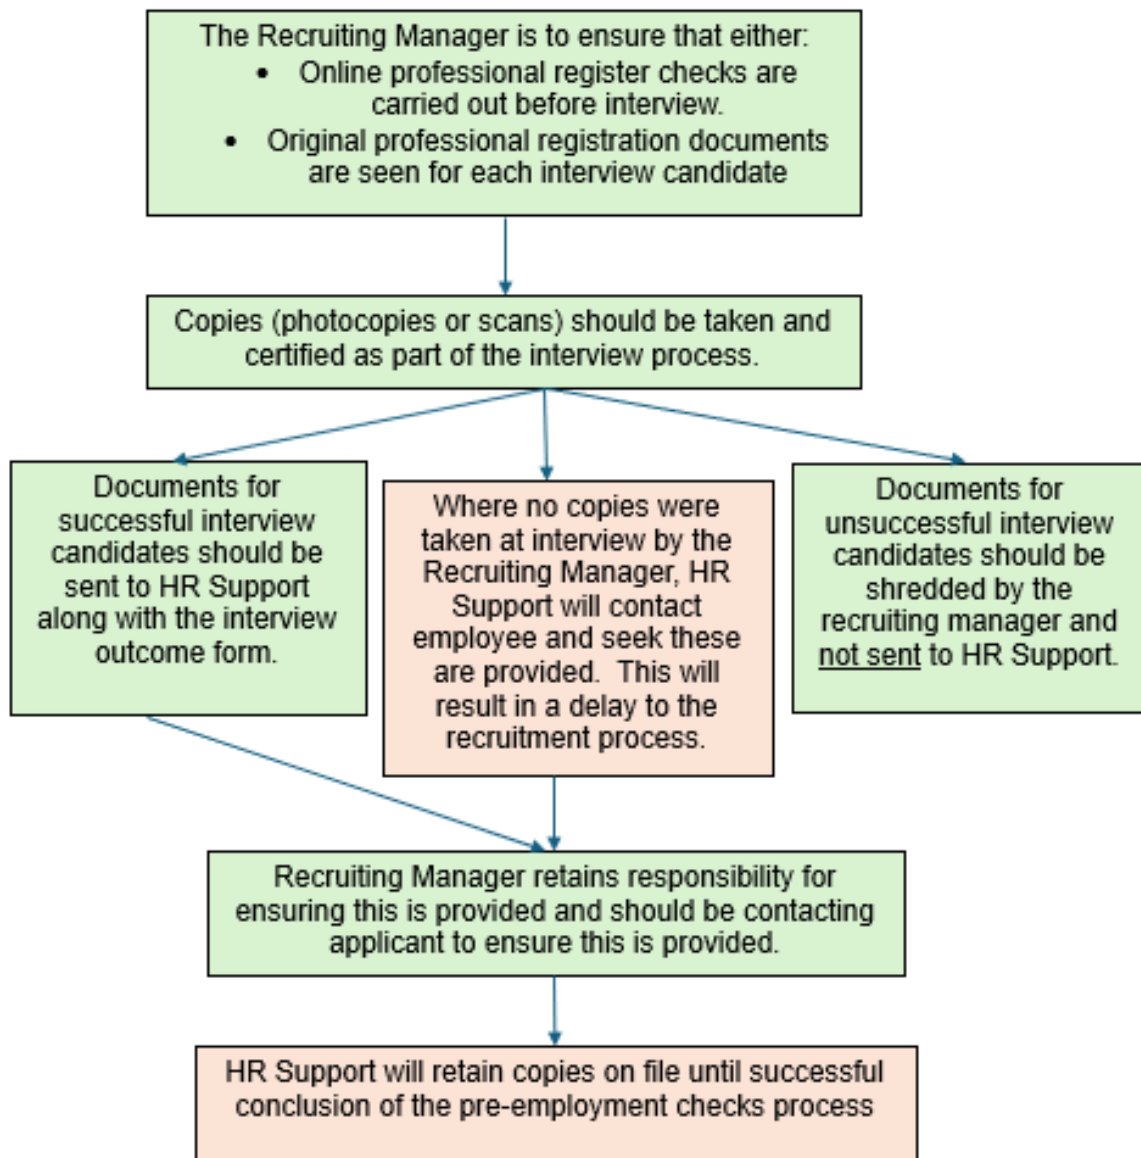 The Recruiting Manager is to ensure that either:
• Online professional register checks are
carried out before interview.
• Original professional registration documents
are seen for each interview candidate
Copies (photocopies or scans) should be taken and
certified as part of the interview process.
Documents for
successful interview
candidates should be
sent to HR Support
along with the interview
outcome form.
Where no copies were
taken at interview by the
Recruiting Manager, HR
Support will contact
employee and seek these
are provided.  This will
result in a delay to the
recruitment process.
Documents for
unsuccessful interview
candidates should be
shredded by the
recruiting manager and
not sent to HR Support.
Recruiting Manager retains responsibility for
ensuring this is provided and should be contacting
applicant to ensure this is provided.
HR Support will retain copies on file until successful
conclusion of the pre-employment checks process